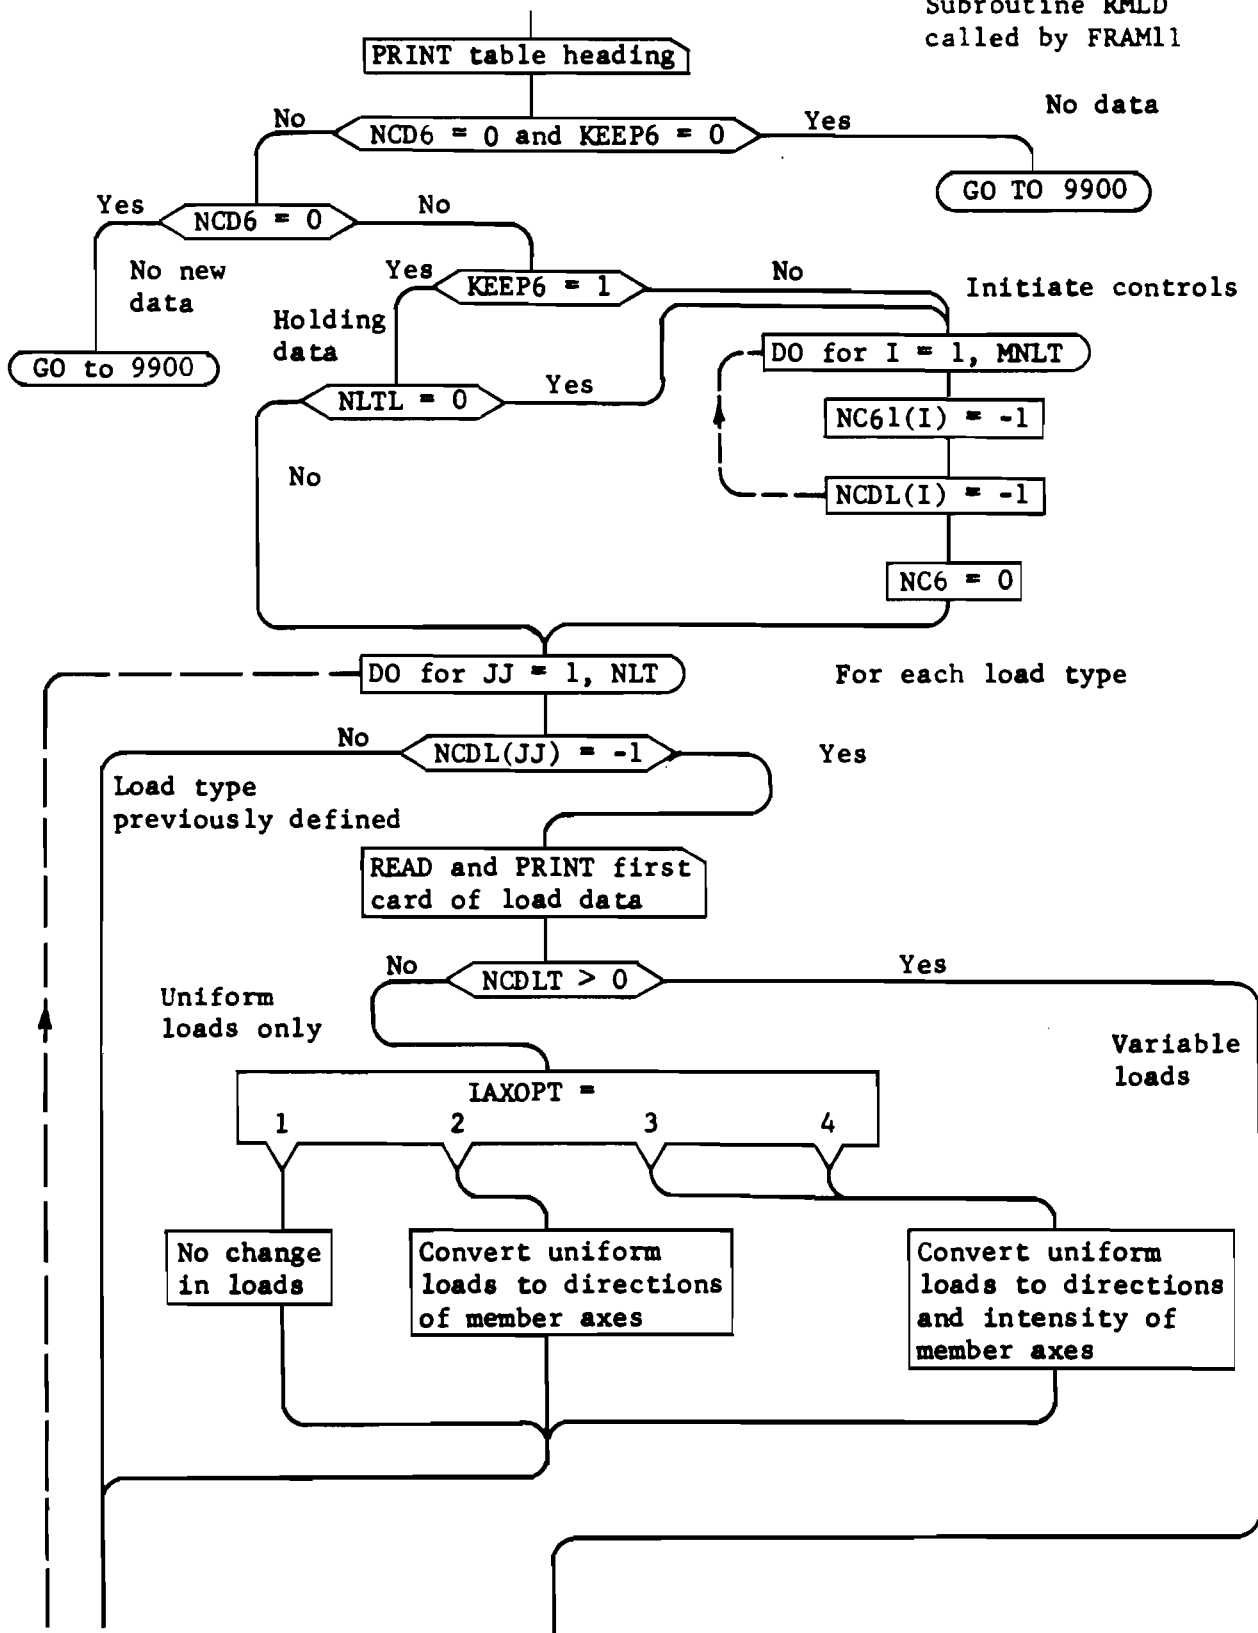 Subroutine RMLD
called by FRAM11
PRINT table heading
No data
No
NCD6 = 0 and KEEP6 = 0
Yes
GO TO 9900
Yes
NCD6 = 0
No
No new
data
Yes
KEEP6 = 1
No
Initiate controls
Holding
data
GO to 9900
DO for I = 1, MNLT
NLTL = 0
Yes
NC61(I) = -1
No
NCDL(I) = -1
NC6 = 0
DO for JJ = 1, NLT
For each load type
No
NCDL(JJ) = -1
Yes
Load type
previously defined
READ and PRINT first
card of load data
No
NCDLT > 0
Yes
Uniform
loads only
Variable
loads
IAXOPT =
1 2 3 4
No change
in loads
Convert uniform
loads to directions
of member axes
Convert uniform
loads to directions
and intensity of
member axes